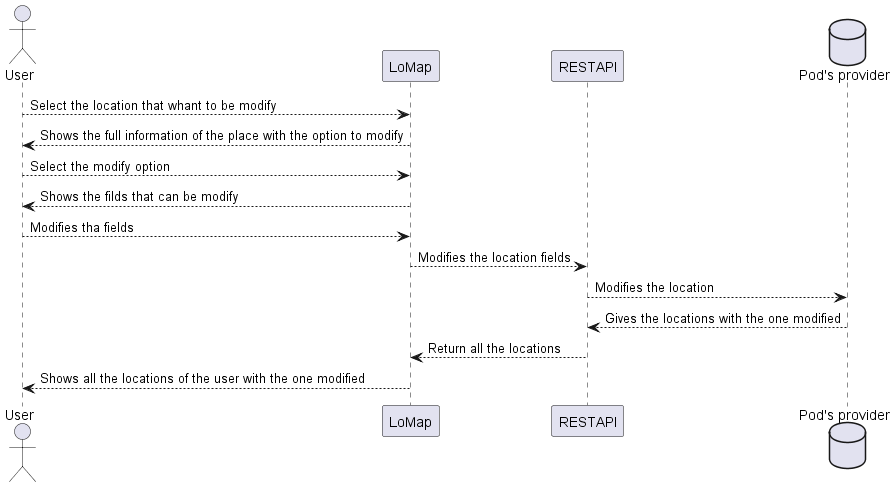 User
LoMap
RESTAPI
Pod's provider
Select the location that whant to be modify
Shows the full information of the place with the option to modify
Select the modify option
Shows the filds that can be modify
Modifies tha fields
Modifies the location fields
Modifies the location
Gives the locations with the one modified
Return all the locations
Shows all the locations of the user with the one modified
User
LoMap
RESTAPI
Pod's provider